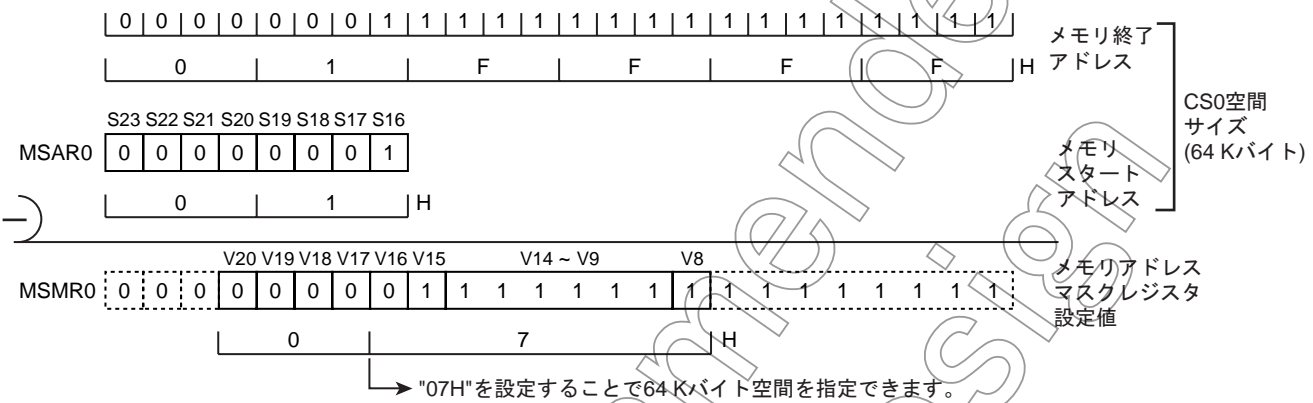 0 0 0 0 0 0 0 1 1 1 1 1 1 1 1 1 1 1 1 1 1 1 1 1
メモリ終了
アドレス
0 1 F F F F H
CS0空間
サイズ
(64 Kバイト)
S23 S22 S21 S20 S19 S18 S17 S16
MSAR0 0 0 0 0 0 0 0 1
メモリ
スタート
アドレス
0 1 H
V20 V19 V18 V17 V16 V15 V14 ~ V9 V8
MSMR0 0 0 0 0 0 0 0 0 1 1 1 1 1 1 1 1 1 1 1 1 1 1 1 1
メモリアドレス
マスクレジスタ
設定値
0 7 H
"07H"を設定することで64 Kバイト空間を指定できます。